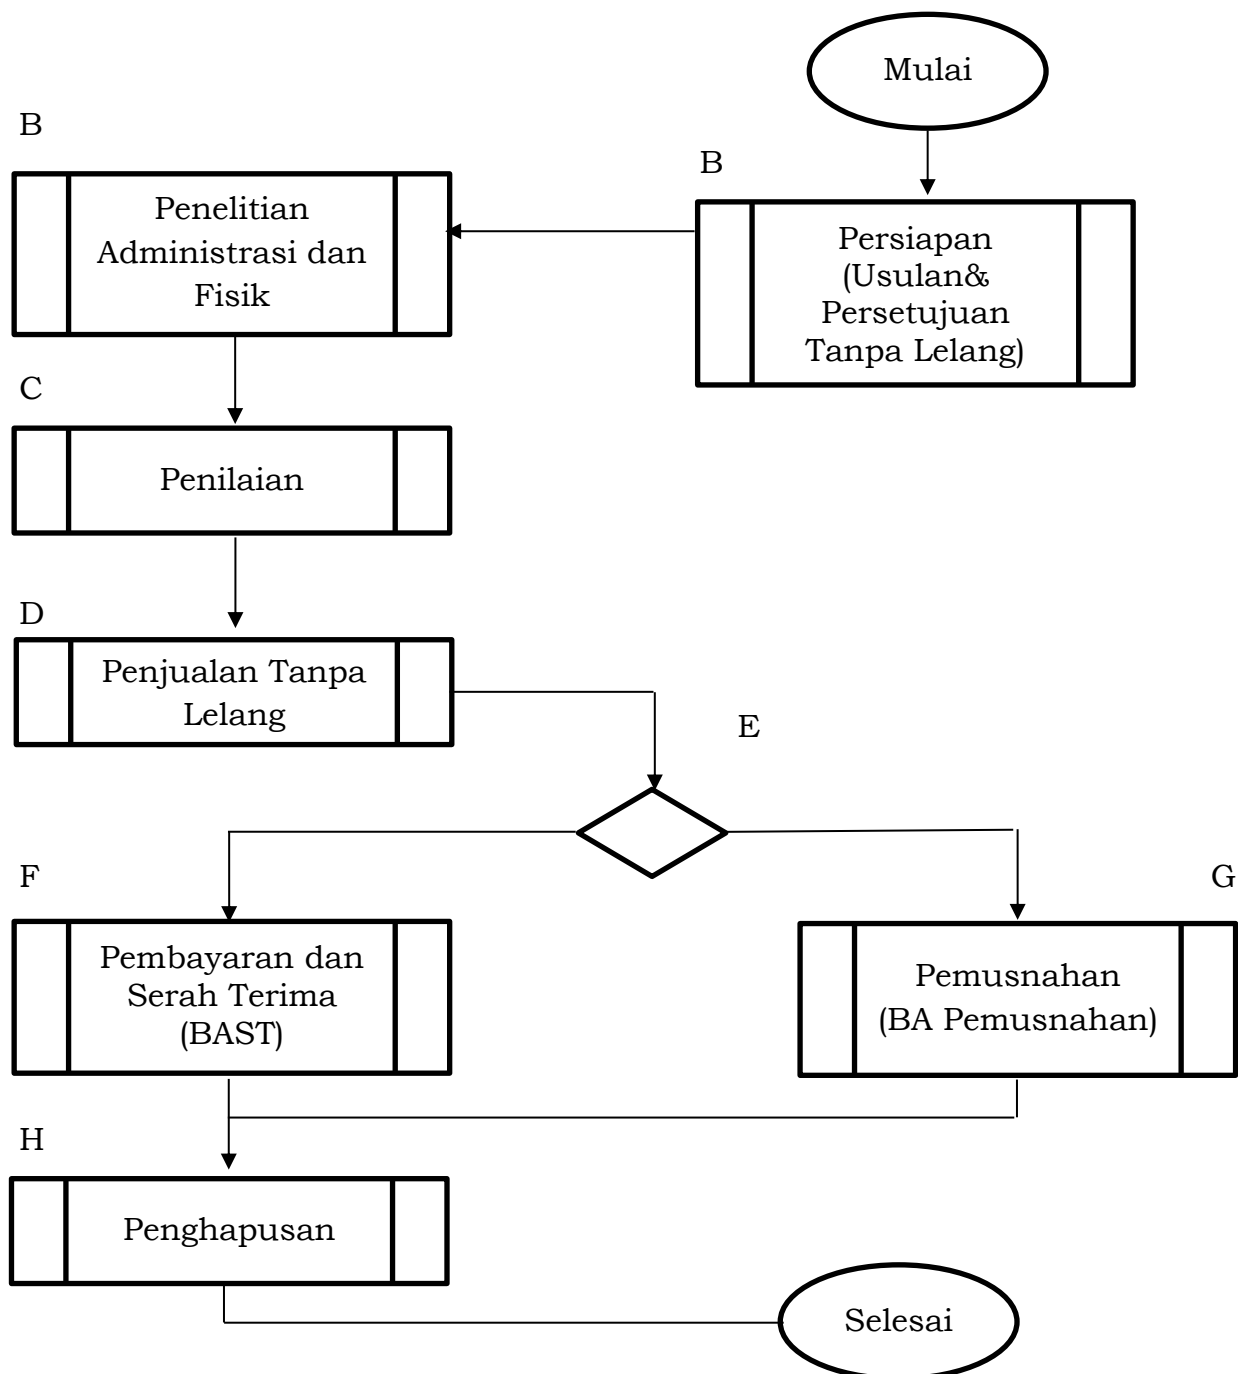 Mulai
B
Persiapan
(Usulan&
Persetujuan
Tanpa Lelang)
B
Penelitian
Administrasi dan
Fisik
C
Penilaian
D
Penjualan Tanpa
Lelang
E
F
Pembayaran dan
Serah Terima
(BAST)
G
Pemusnahan
(BA Pemusnahan)
H
Penghapusan
Selesai